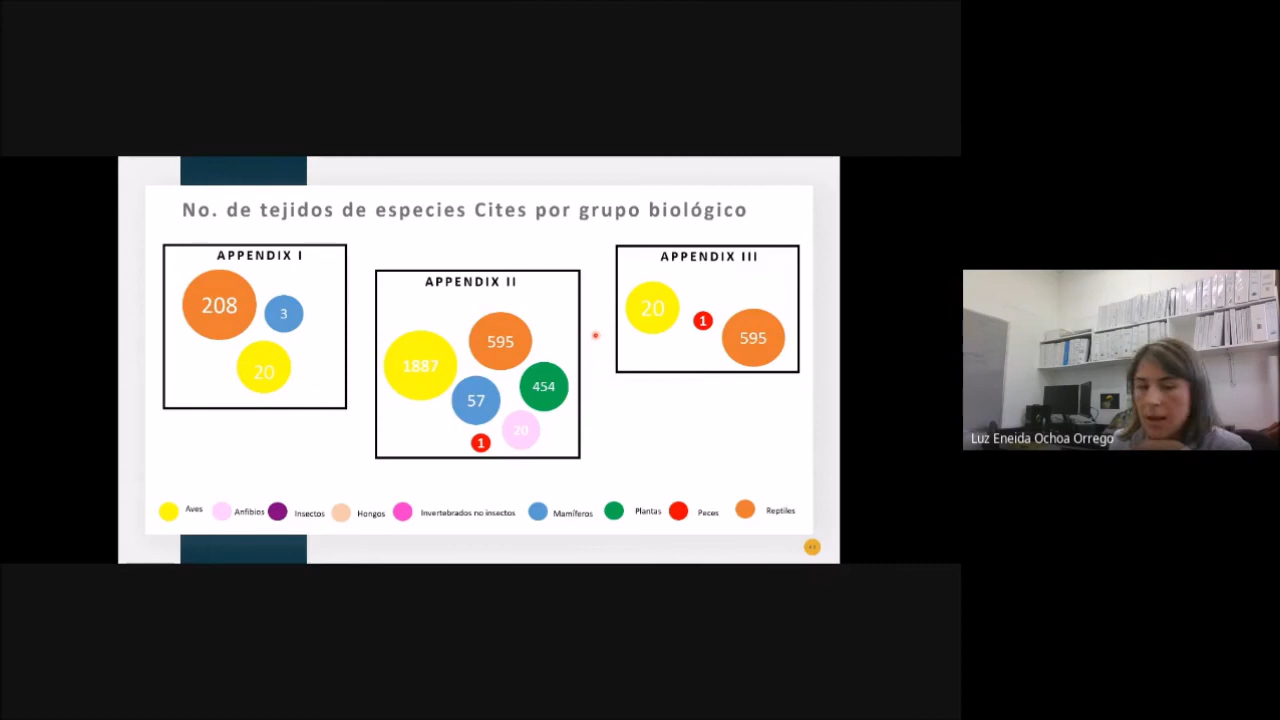 No. de tejidos de especies Cites por grupo biológico
APPENDIX I
208
3
20
APPENDIX II
1887
595
57
454
20
1
APPENDIX III
20
1
595
Aves
Anfibios
Insectos
Hongos
Invertebrados no insectos
Mamíferos
Plantas
Peces
Reptiles
Luz Eneida Ochoa Orrego